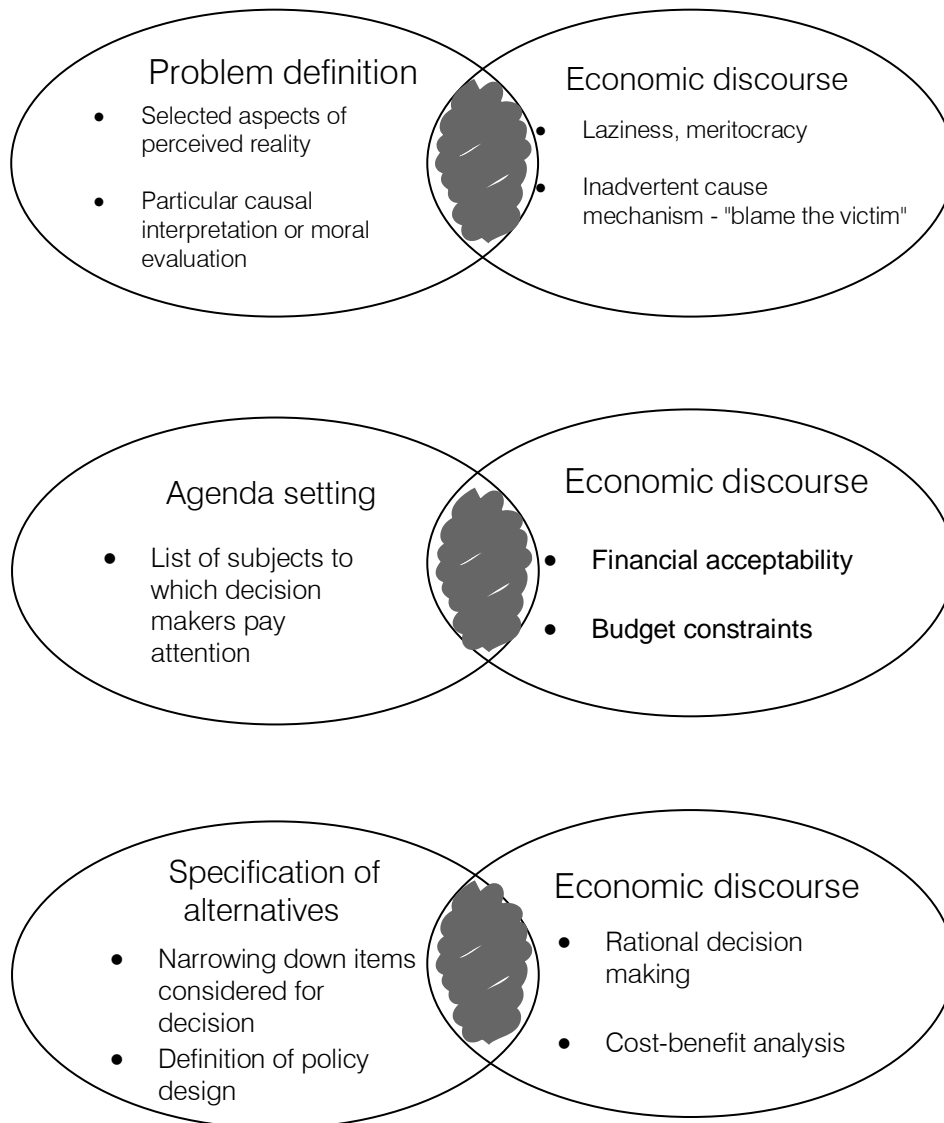 Problem definition
• Selected aspects of
perceived reality
• Particular causal
interpretation or moral
evaluation
Economic discourse
• Laziness, meritocracy
• Inadvertent cause
mechanism - "blame the victim"
Agenda setting
• List of subjects to
which decision
makers pay
attention
Economic discourse
• Financial acceptability
• Budget constraints
Specification of
alternatives
• Narrowing down items
considered for
decision
• Definition of policy
design
Economic discourse
• Rational decision
making
• Cost-benefit analysis